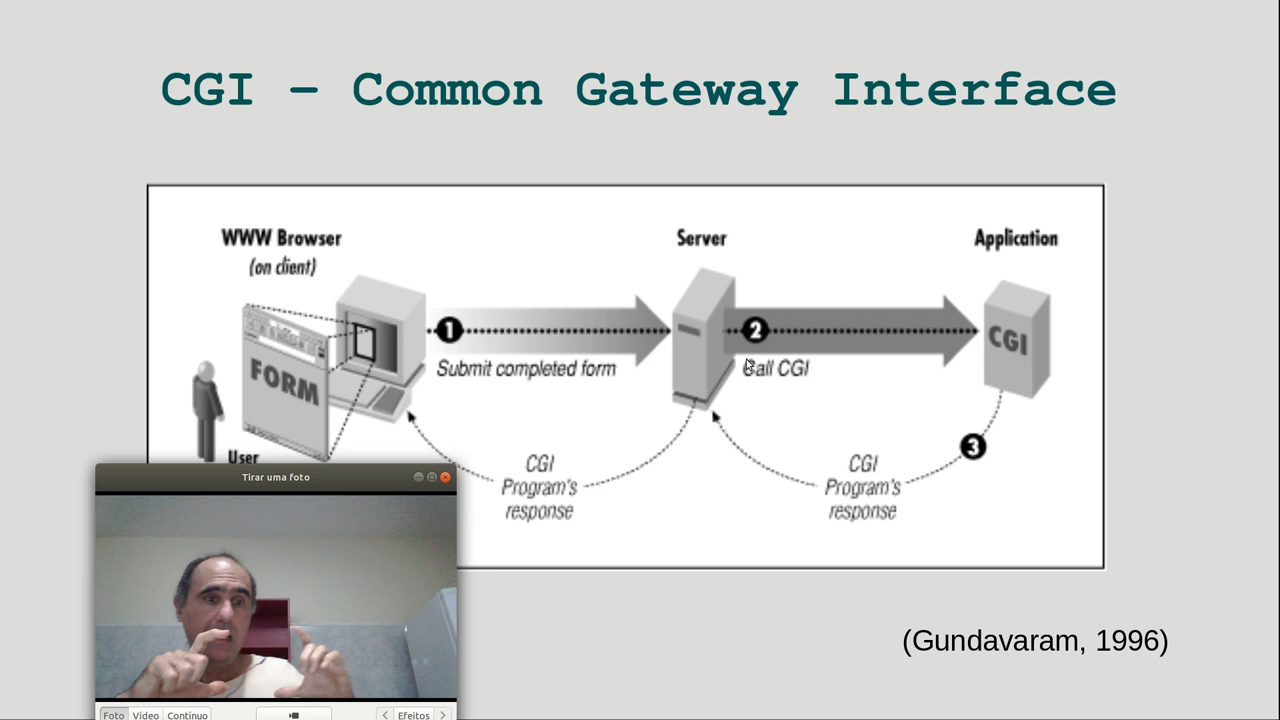 CGI – Common Gateway Interface
WWW Browser
(on client)
Server
Application
FORM
1
2
CGI
Submit completed form
Call CGI
User
3
CGI
Program's
response
CGI
Program's
response
Tirar uma foto
(Gundavaram, 1996)
Foto
Vídeo
Contínuo
Efeitos